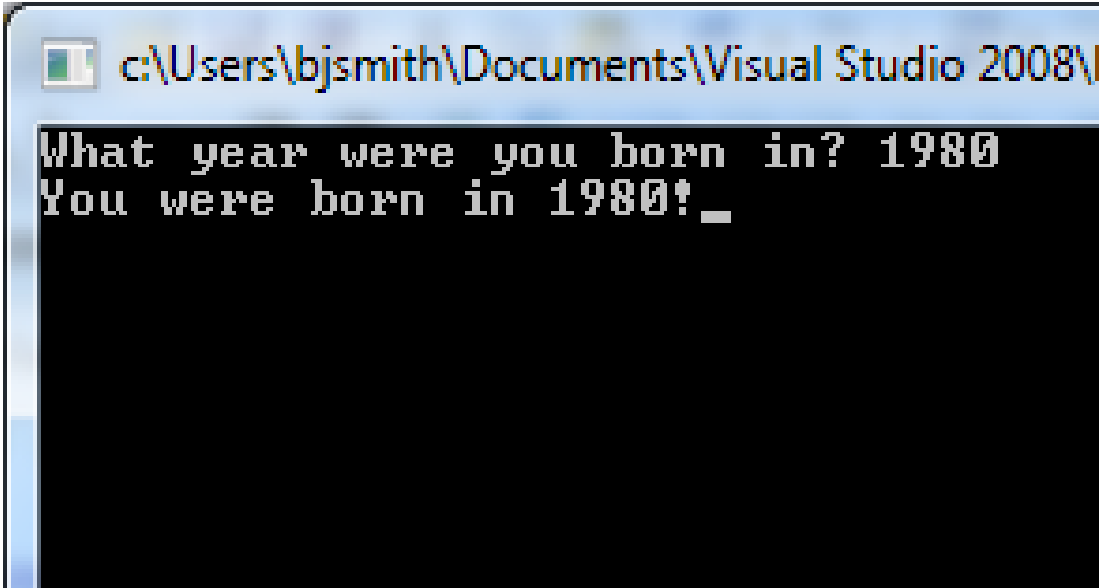 c:\Users\bjsmith\Documents\Visual Studio 2008\
What year were you born in? 1980
You were born in 1980!_